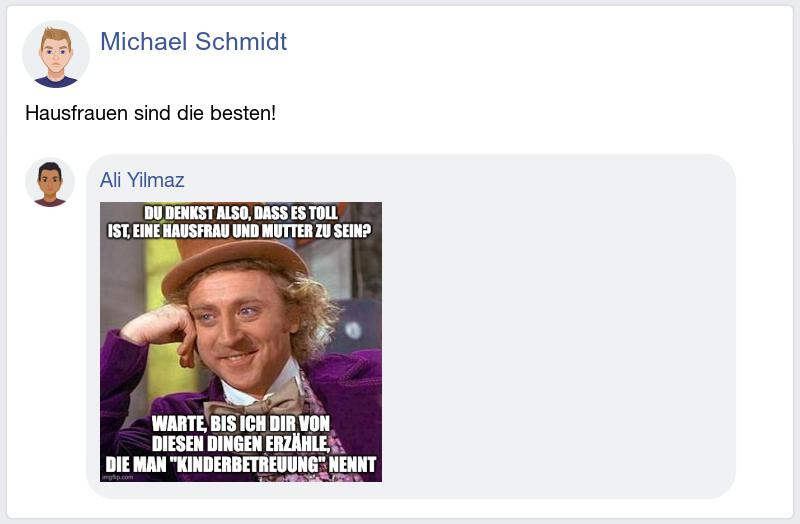 Michael Schmidt
Hausfrauen sind die besten!
Ali Yilmaz
DU DENKST ALSO, DASS ES TOLL
IST, EINE HAUSFRAU UND MUTTER ZU SEIN?
WARTE, BIS ICH DIR VON
DIESEN DINGEN ERZÄHLE,
DIE MAN "KINDERBETREUUNG" NENNT
imgflip.com